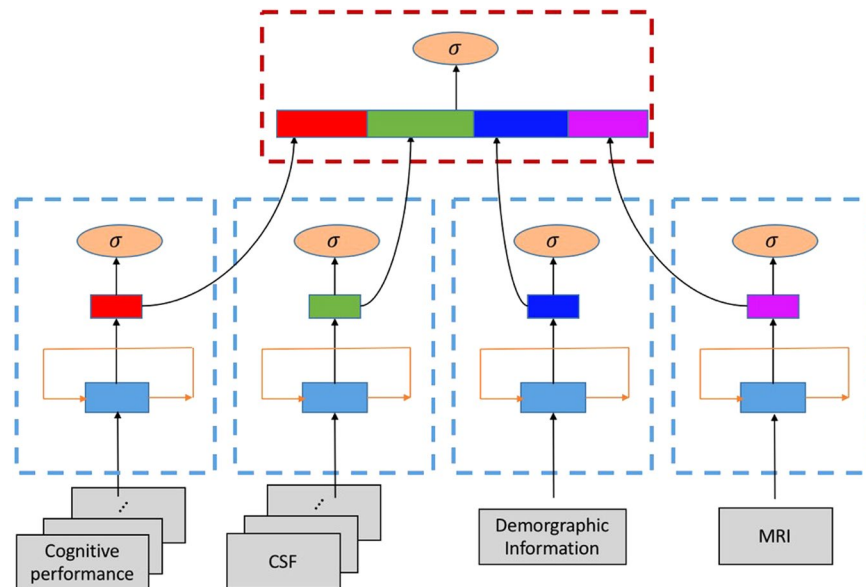 σ
σ
σ
σ
σ
⋰
Cognitive
performance
⋰
CSF
Demorgraphic
Information
MRI